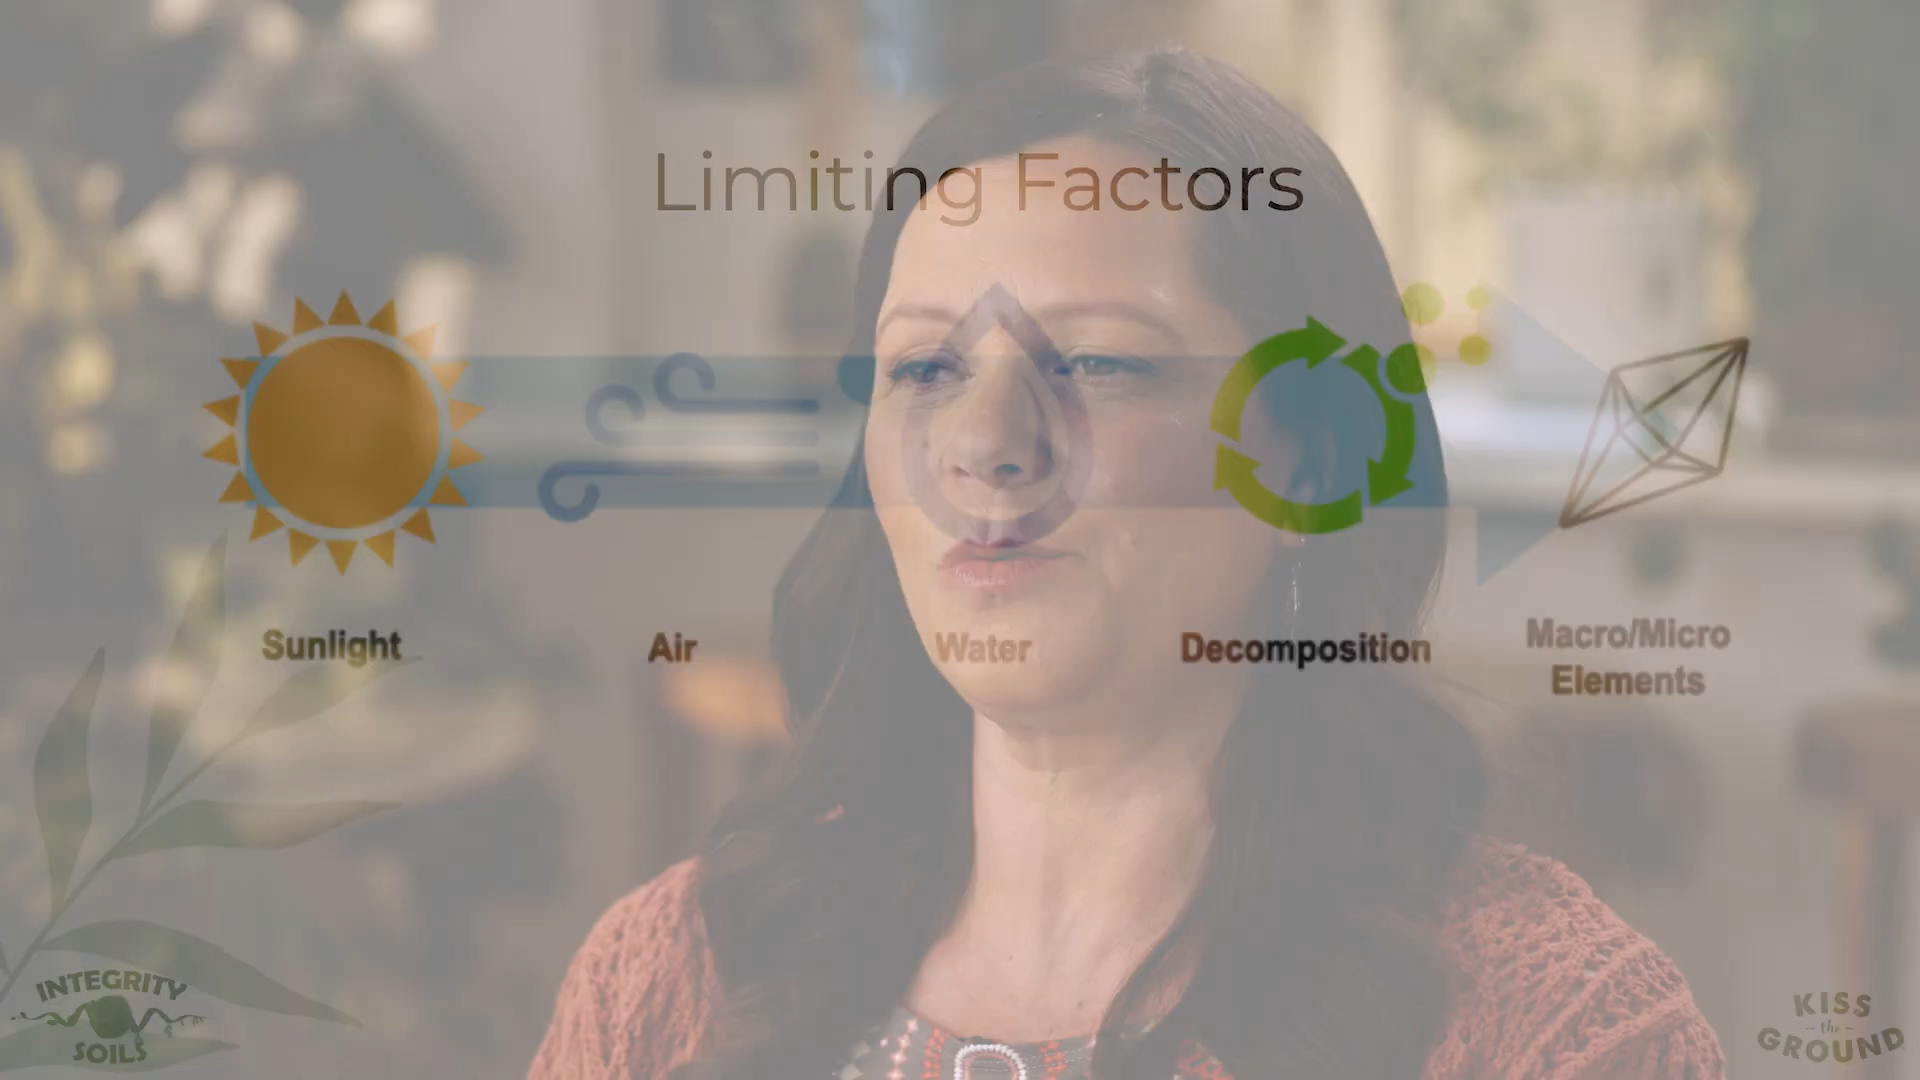 Limiting Factors
Sunlight
Air
Water
Decomposition
Macro/Micro
Elements
INTEGRITY
SOILS
KISS
the
GROUND